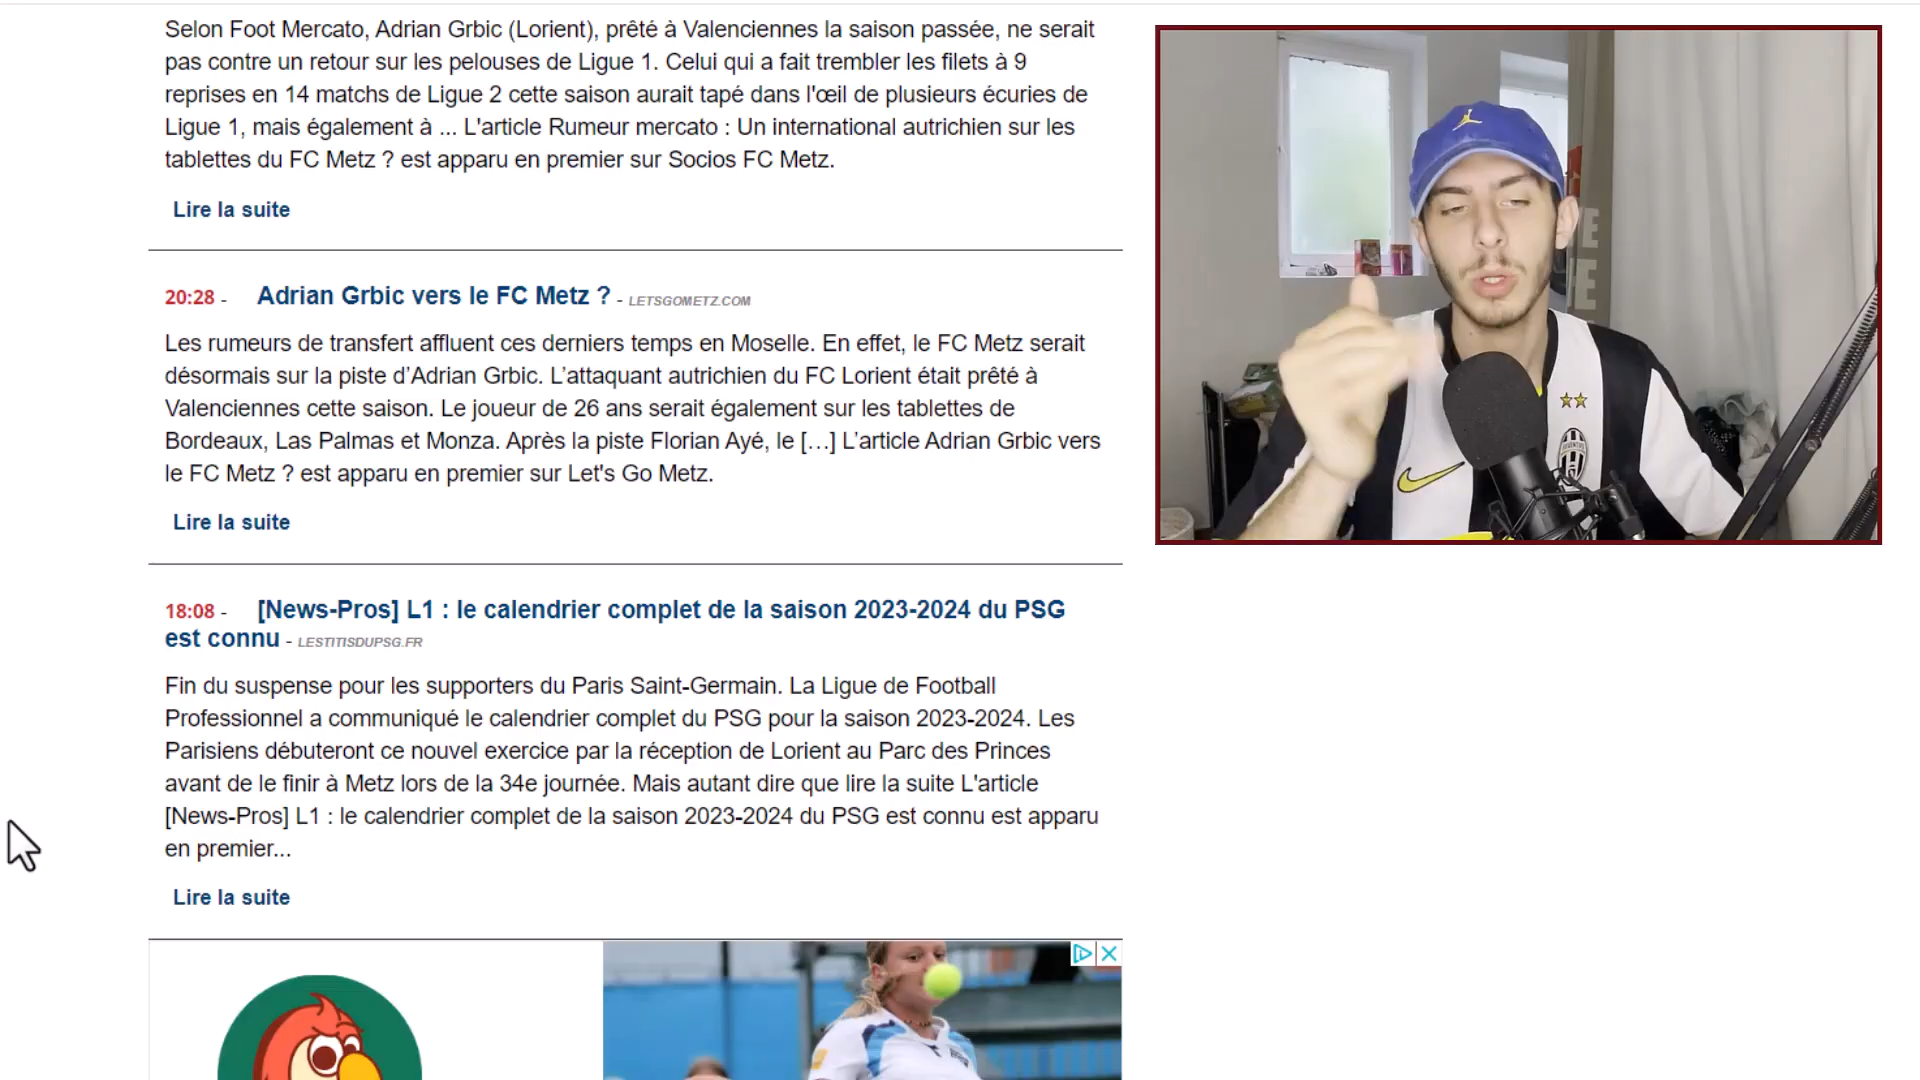 Selon Foot Mercato, Adrian Grbic (Lorient), prêté à Valenciennes la saison passée, ne serait
pas contre un retour sur les pelouses de Ligue 1. Celui qui a fait trembler les filets à 9
reprises en 14 matchs de Ligue 2 cette saison aurait tapé dans l'œil de plusieurs écuries de
Ligue 1, mais également à ... L'article Rumeur mercato : Un international autrichien sur les
tablettes du FC Metz ? est apparu en premier sur Socios FC Metz.
Lire la suite
20:28 - Adrian Grbic vers le FC Metz ? - LETSGOMETZ.COM
Les rumeurs de transfert affluent ces derniers temps en Moselle. En effet, le FC Metz serait
désormais sur la piste d’Adrian Grbic. L’attaquant autrichien du FC Lorient était prêté à
Valenciennes cette saison. Le joueur de 26 ans serait également sur les tablettes de
Bordeaux, Las Palmas et Monza. Après la piste Florian Ayé, le […] L’article Adrian Grbic vers
le FC Metz ? est apparu en premier sur Let's Go Metz.
Lire la suite
18:08 - [News-Pros] L1 : le calendrier complet de la saison 2023-2024 du PSG
est connu - LESTITISDUPSG.FR
Fin du suspense pour les supporters du Paris Saint-Germain. La Ligue de Football
Professionnel a communiqué le calendrier complet du PSG pour la saison 2023-2024. Les
Parisiens débuteront ce nouvel exercice par la réception de Lorient au Parc des Princes
avant de le finir à Metz lors de la 34e journée. Mais autant dire que lire la suite L'article
[News-Pros] L1 : le calendrier complet de la saison 2023-2024 du PSG est connu est apparu
en premier...
Lire la suite